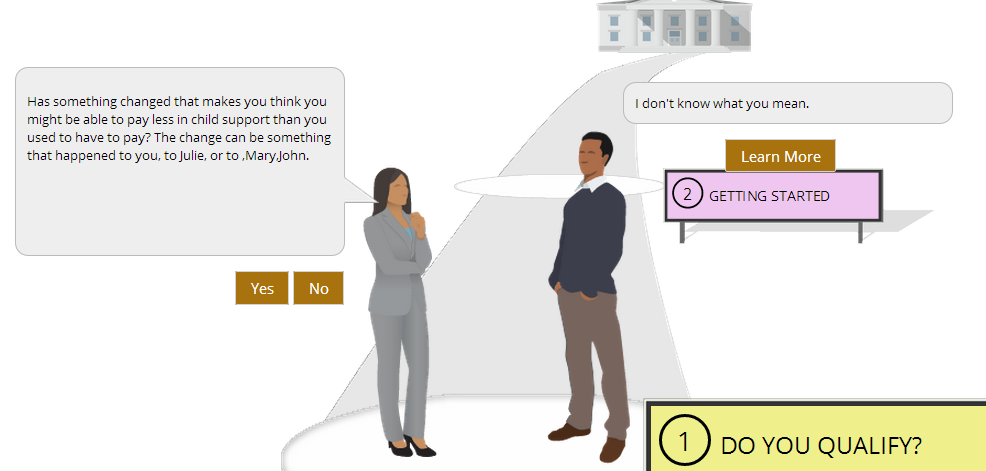 Has something changed that makes you think you
might be able to pay less in child support than you
used to have to pay? The change can be something
that happened to you, to Julie, or to ,Mary,John.
Yes
No
I don't know what you mean.
Learn More
2 GETTING STARTED
1 DO YOU QUALIFY?